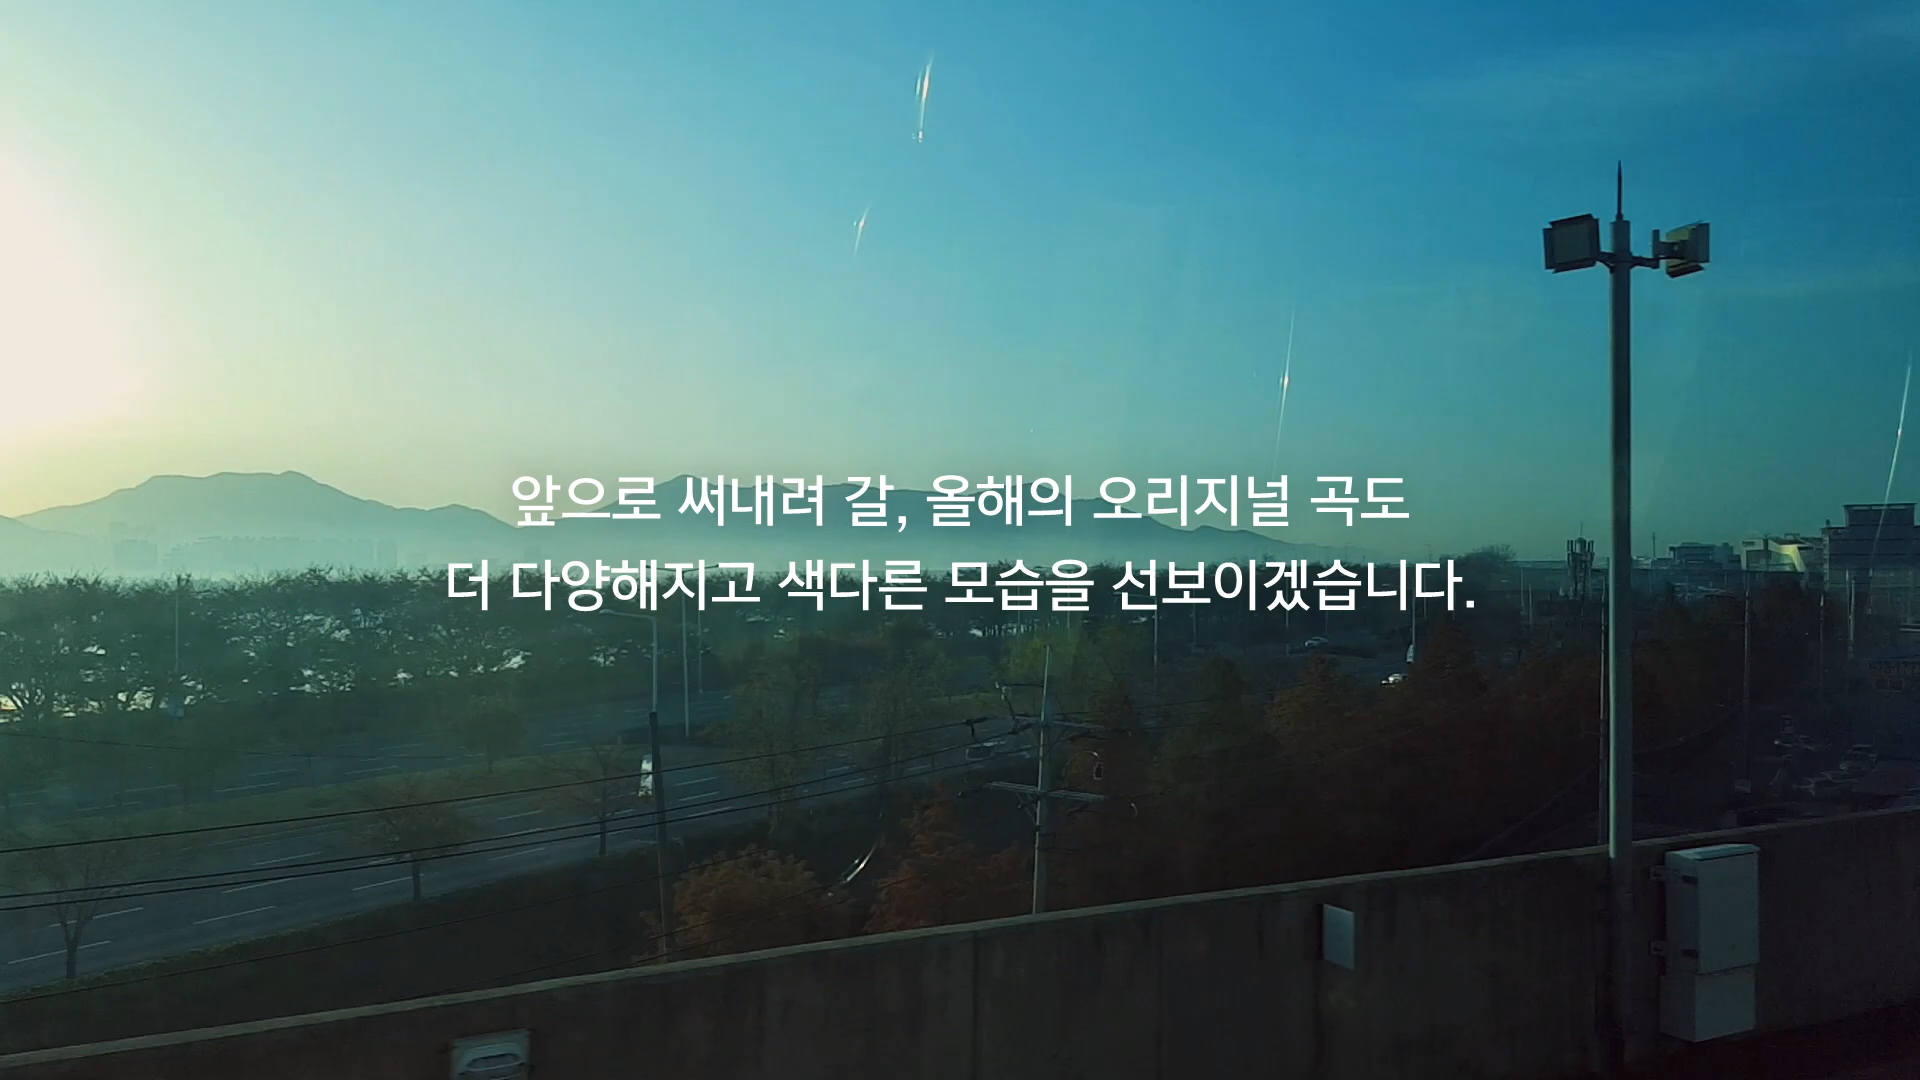 앞으로 써내려 갈, 올해의 오리지널 곡도
더 다양해지고 색다른 모습을 선보이겠습니다.